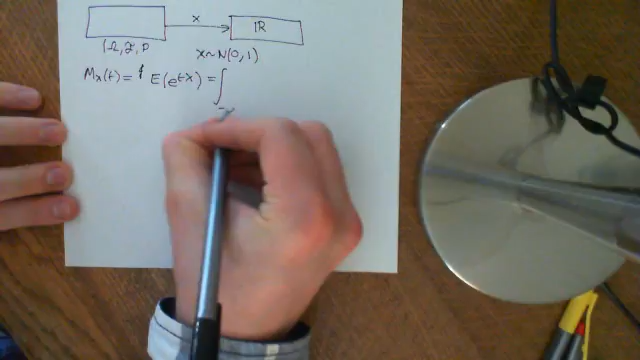 X
ℝ
(Ω, ℱ, P
X ~ N(0, 1)
Mx(t) = E(e^tX) = ∫